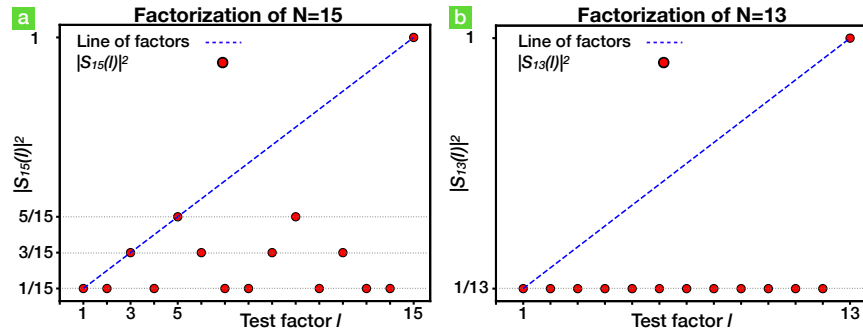 a
Factorization of N=15
1
Line of factors
|S15(l)|²
|S15(l)|²
5/15
3/15
1/15
1 3 5 15
Test factor l
b
Factorization of N=13
1
Line of factors
|S13(l)|²
|S13(l)|²
1/13
1 13
Test factor l